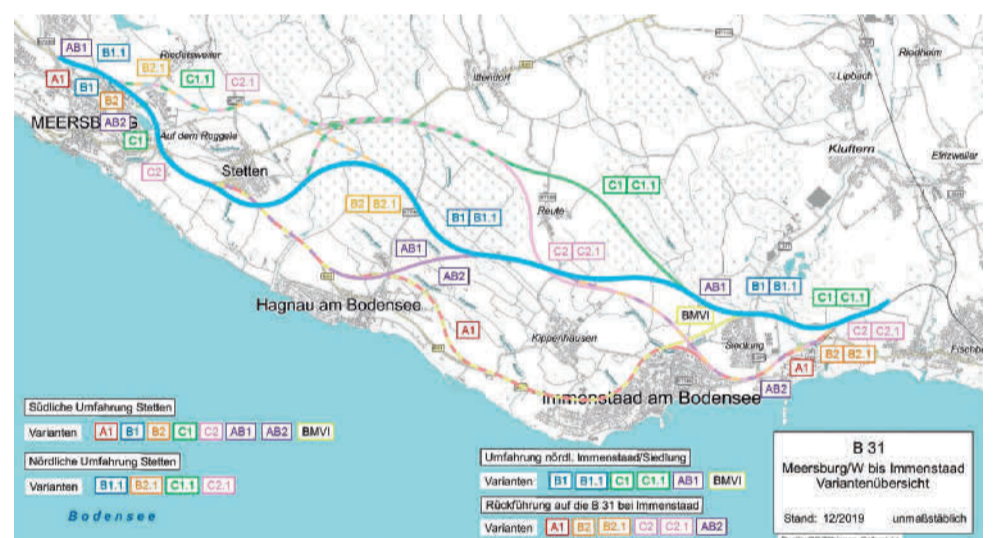 AB1
B1.1
Riedetsweiler
B2.1
C1.1
C2.1
A1
B1
B2
MEERSBURG
AB2
C1
Auf dem Ruggele
C2
Stetten
Ittendorf
Lipbach
Riedheim
Kluftern
Efrizweiler
Reute
C1 C1.1
B2 B2.1
B1 B1.1
AB1
C2 C2.1
AB2
AB1
B1 B1.1
C1 C1.1
BMVI
C2 C2.1
Hagnau am Bodensee
A1
Kippenhausen
Siedlung
A1
B2 B2.1
AB2
Immenstaad am Bodensee
Südliche Umfahrung Stetten
Varianten A1 B1 B2 C1 C2 AB1 AB2 BMVI
Nördliche Umfahrung Stetten
Varianten B1.1 B2.1 C1.1 C2.1
Bodensee
Umfahrung nördl. Immenstaad/Siedlung
Varianten B1 B1.1 C1 C1.1 AB1 BMVI
Rückführung auf die B 31 bei Immenstaad
Varianten A1 B2 B2.1 C2 C2.1 AB2
B 31
Meersburg/W bis Immenstaad
Variantenübersicht
Stand: 12/2019 unmaßstäblich